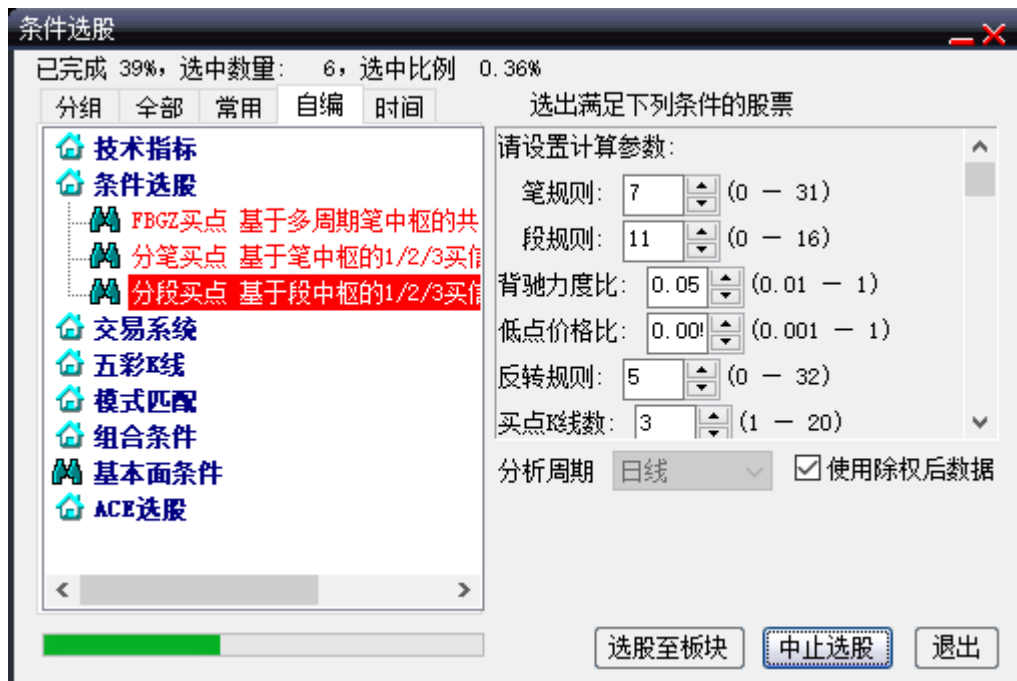 条件选股
已完成 39%，选中数量： 6，选中比例 0.36%
分组 全部 常用 自编 时间
技术指标
条件选股
FBGZ买点 基于多周期笔中枢的共
分笔买点 基于笔中枢的1/2/3买信
分段买点 基于段中枢的1/2/3买信
交易系统
五彩K线
模式匹配
组合条件
基本面条件
ACE选股
选出满足下列条件的股票
请设置计算参数：
笔规则： 7 (0 — 31)
段规则： 11 (0 — 16)
背驰力度比： 0.05 (0.01 — 1)
低点价格比： 0.00 (0.001 — 1)
反转规则： 5 (0 — 32)
买点K线数： 3 (1 — 20)
分析周期 日线 使用除权后数据
选股至板块 中止选股 退出